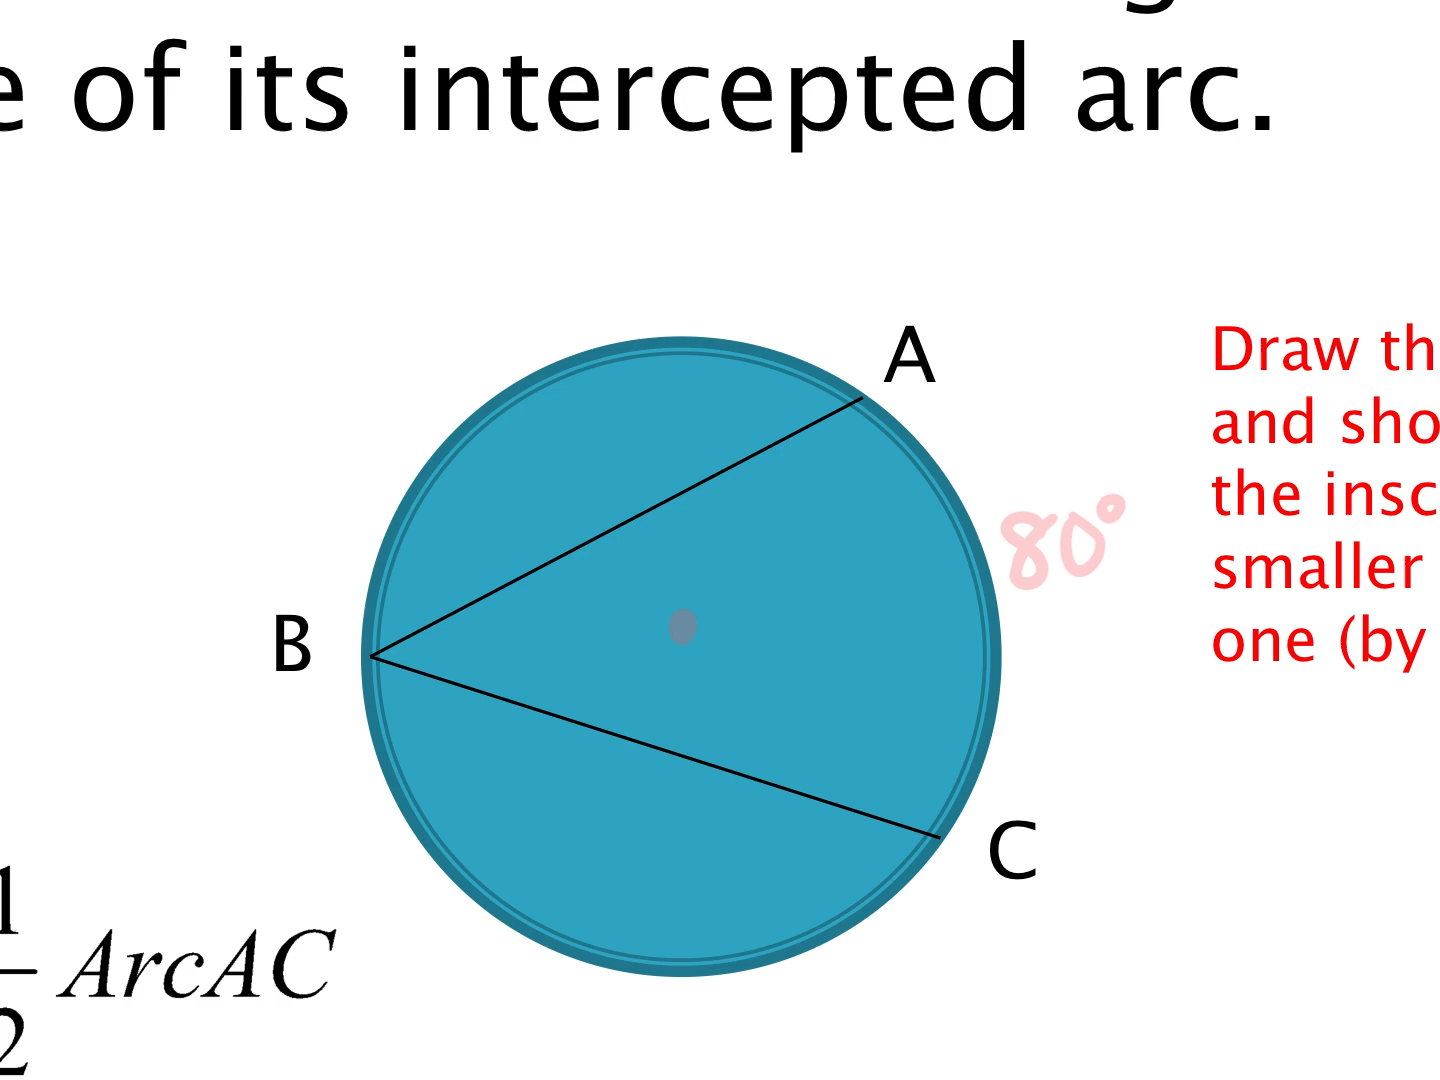 e of its intercepted arc.
A
Draw th
and sho
80°
the insc
smaller
B
one (by
C
1
2
ArcAC